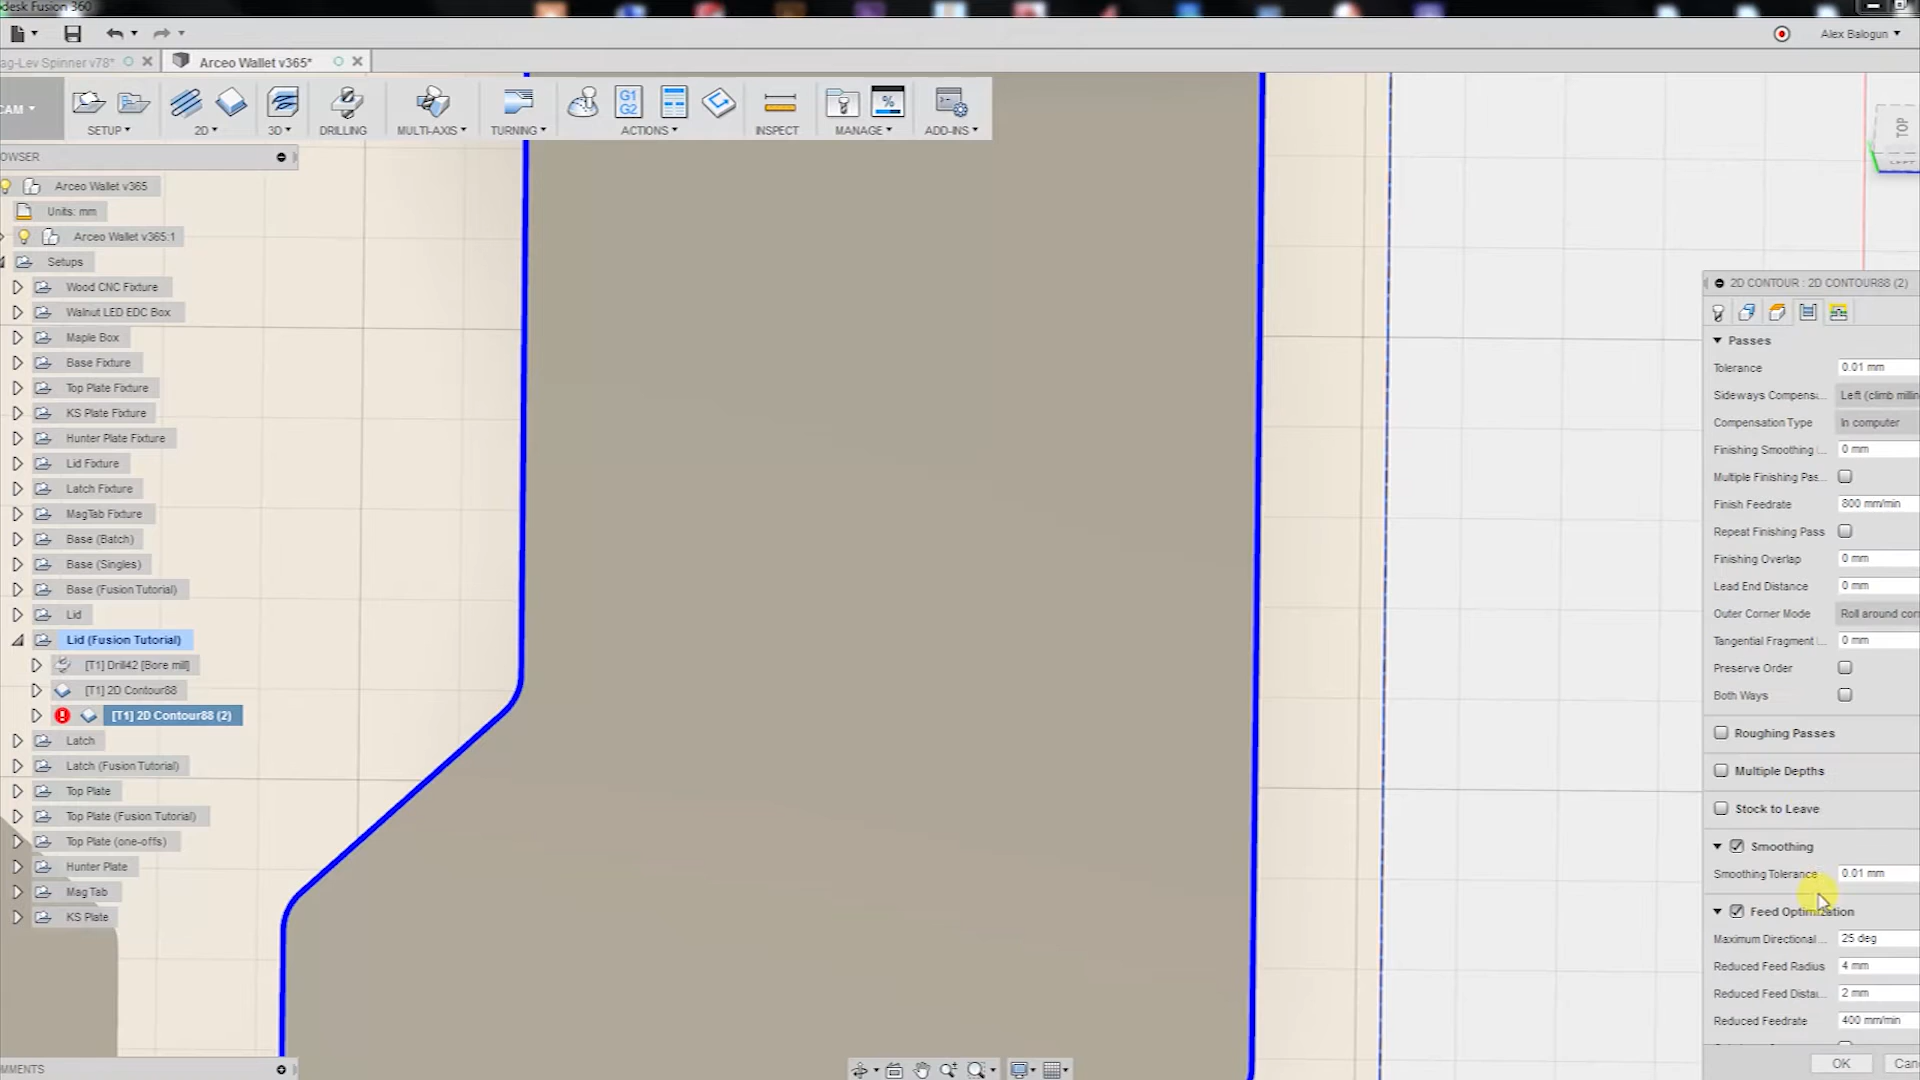 odesk Fusion 360
Alex Balogun
ag-Lev Spinner v78*
Arceo Wallet v365*
CAM
SETUP
2D
3D
DRILLING
MULTI-AXIS
TURNING
G1
G2
ACTIONS
INSPECT
%
MANAGE
ADD-INS
TOP
LEFT
OWSER
Arceo Wallet v365
Units: mm
Arceo Wallet v365:1
Setups
Wood CNC Fixture
Walnut LED EDC Box
Maple Box
Base Fixture
Top Plate Fixture
KS Plate Fixture
Hunter Plate Fixture
Lid Fixture
Latch Fixture
MagTab Fixture
Base (Batch)
Base (Singles)
Base (Fusion Tutorial)
Lid
Lid (Fusion Tutorial)
[T1] Drill42 [Bore mill]
[T1] 2D Contour88
[T1] 2D Contour88 (2)
Latch
Latch (Fusion Tutorial)
Top Plate
Top Plate (Fusion Tutorial)
Top Plate (one-offs)
Hunter Plate
Mag Tab
KS Plate
MMENTS
2D CONTOUR : 2D CONTOUR88 (2)
Passes
Tolerance 0.01 mm
Sideways Compensa... Left (climb millin
Compensation Type In computer
Finishing Smoothing ... 0 mm
Multiple Finishing Pas...
Finish Feedrate 800 mm/min
Repeat Finishing Pass
Finishing Overlap 0 mm
Lead End Distance 0 mm
Outer Corner Mode Roll around corn
Tangential Fragment ... 0 mm
Preserve Order
Both Ways
Roughing Passes
Multiple Depths
Stock to Leave
Smoothing
Smoothing Tolerance 0.01 mm
Feed Optimization
Maximum Directional ... 25 deg
Reduced Feed Radius 4 mm
Reduced Feed Distan... 2 mm
Reduced Feedrate 400 mm/min
OK
Can